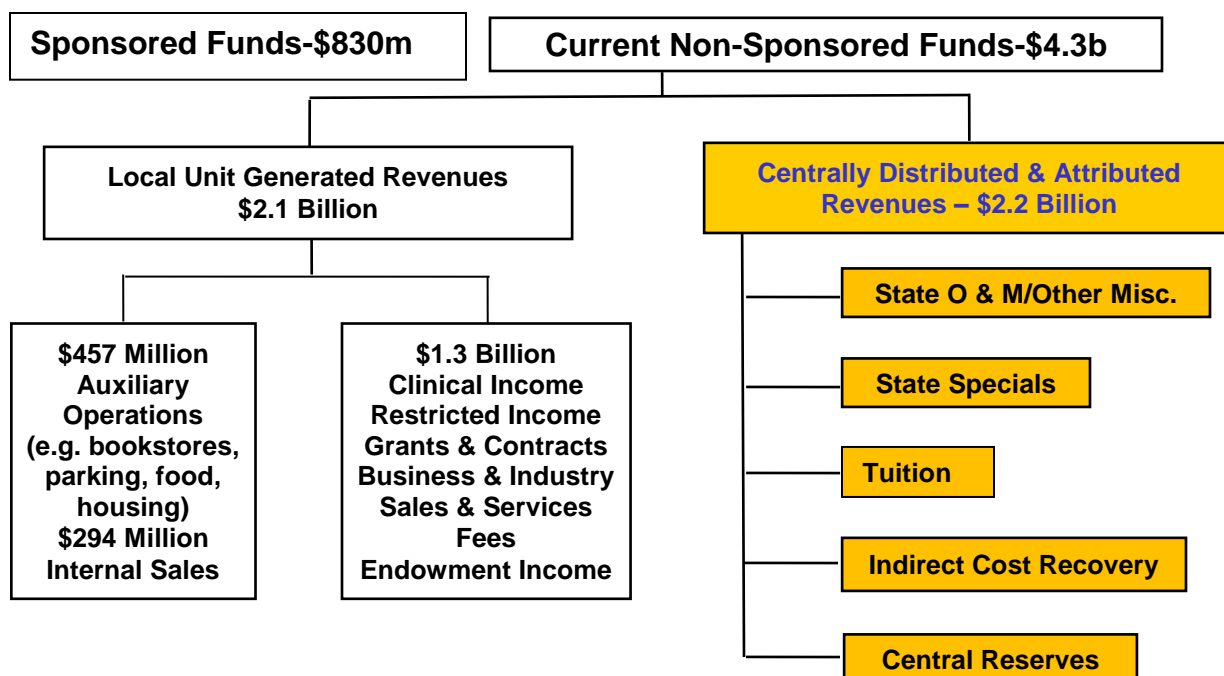 Sponsored Funds-$830m
Current Non-Sponsored Funds-$4.3b
Local Unit Generated Revenues
$2.1 Billion
Centrally Distributed & Attributed
Revenues – $2.2 Billion
$457 Million
Auxiliary
Operations
(e.g. bookstores,
parking, food,
housing)
$294 Million
Internal Sales
$1.3 Billion
Clinical Income
Restricted Income
Grants & Contracts
Business & Industry
Sales & Services
Fees
Endowment Income
State O & M/Other Misc.
State Specials
Tuition
Indirect Cost Recovery
Central Reserves